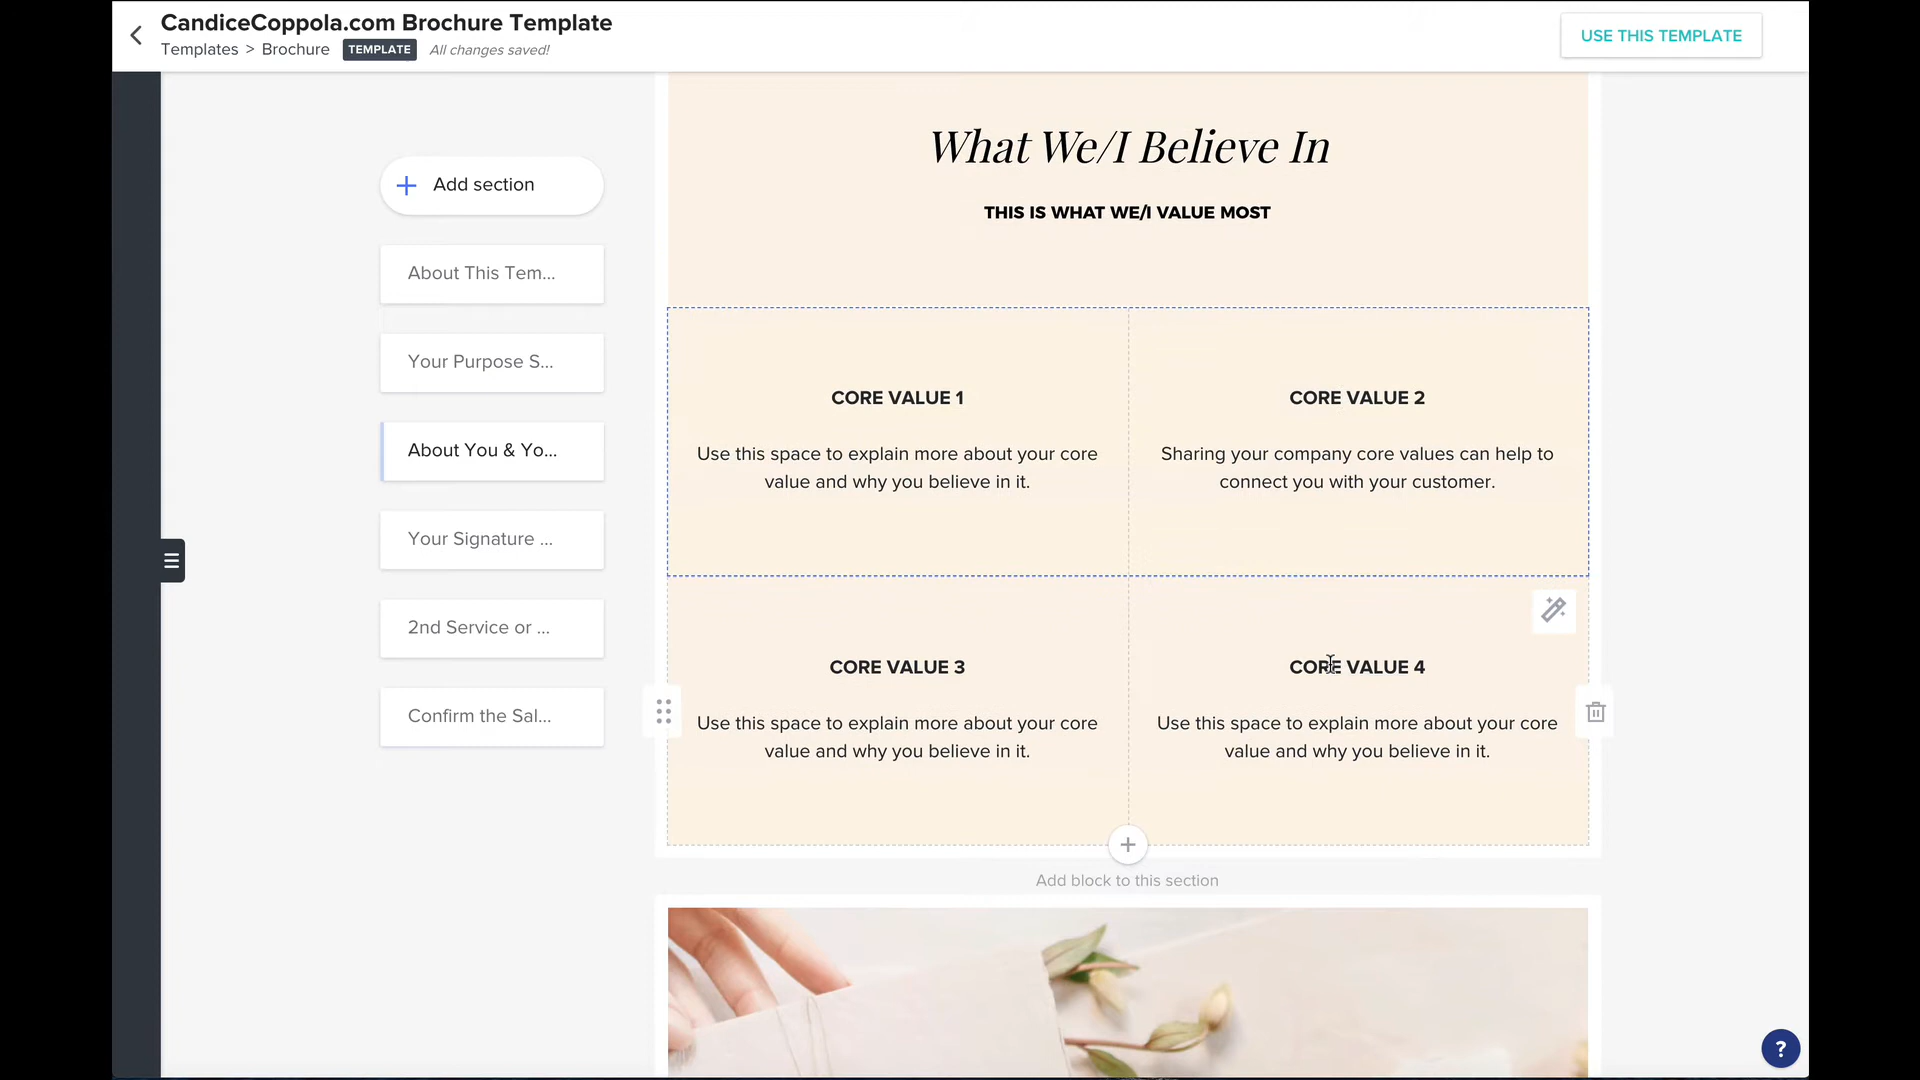 CandiceCoppola.com Brochure Template
Templates > Brochure TEMPLATE All changes saved!
USE THIS TEMPLATE
Add section
About This Tem...
Your Purpose S...
About You & Yo...
Your Signature ...
2nd Service or ...
Confirm the Sal...
What We/I Believe In
THIS IS WHAT WE/I VALUE MOST
CORE VALUE 1
Use this space to explain more about your core
value and why you believe in it.
CORE VALUE 2
Sharing your company core values can help to
connect you with your customer.
CORE VALUE 3
Use this space to explain more about your core
value and why you believe in it.
CORE VALUE 4
Use this space to explain more about your core
value and why you believe in it.
Add block to this section
?